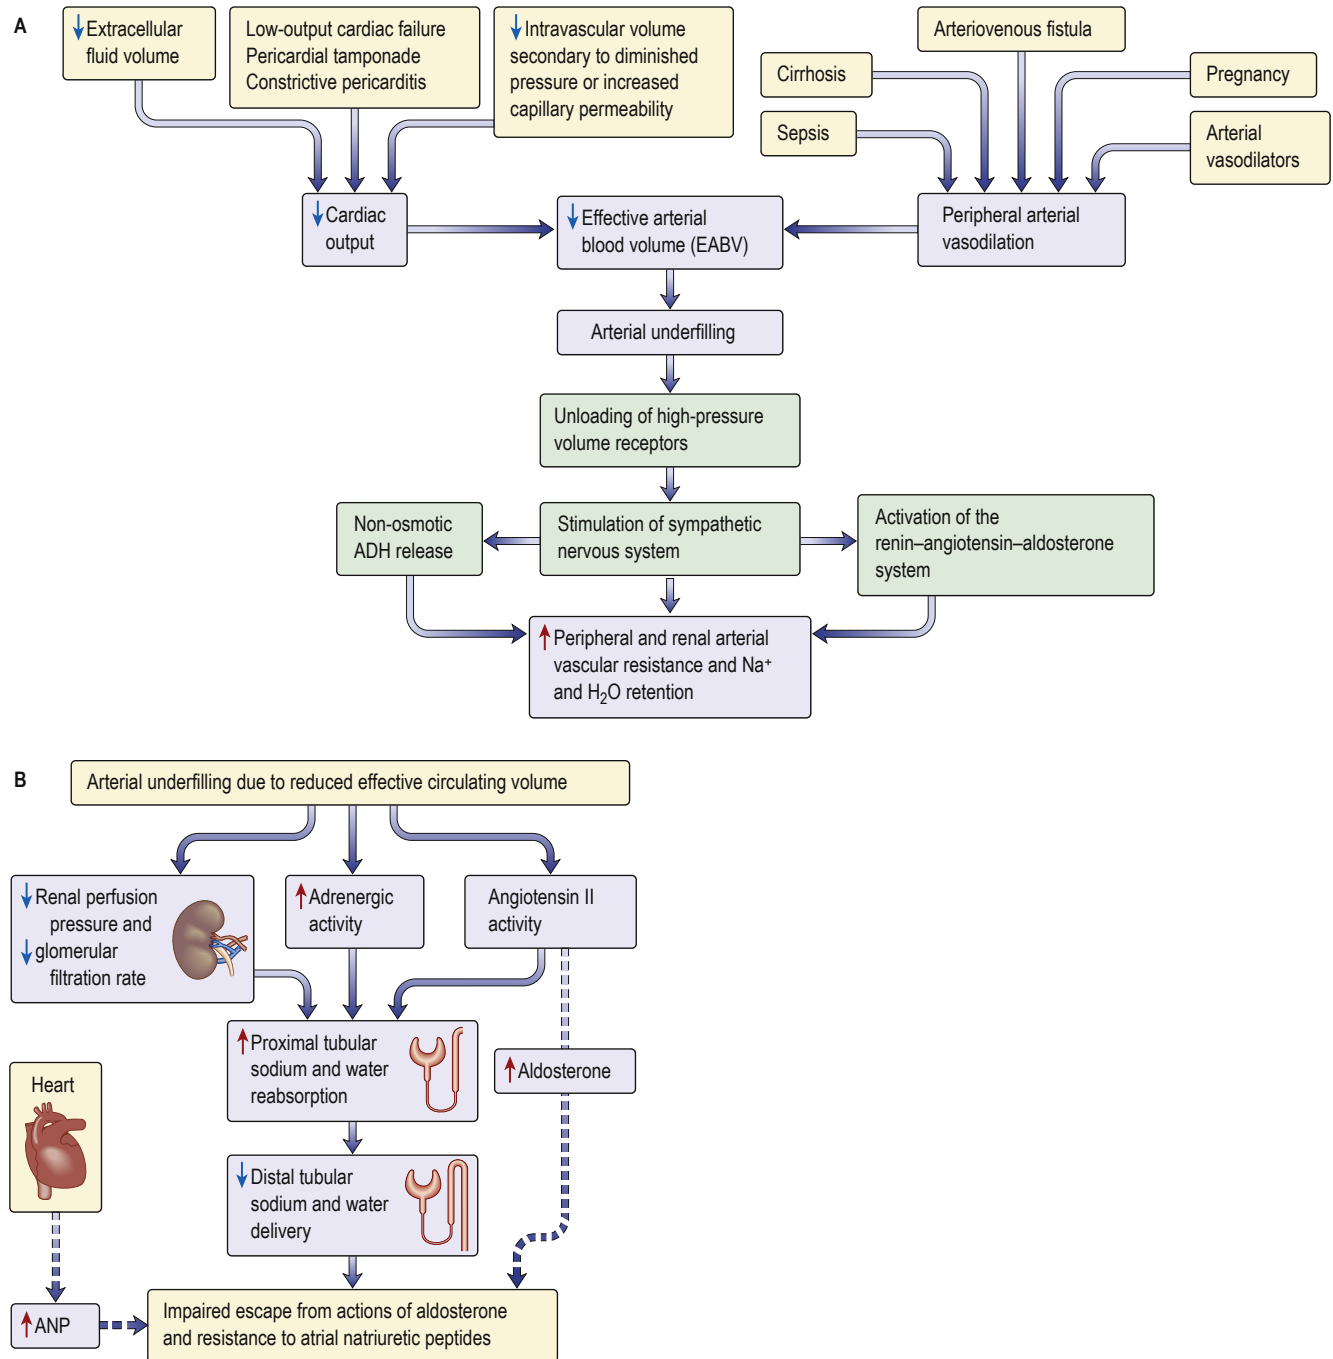 A
↓Extracellular
fluid volume
Low-output cardiac failure
Pericardial tamponade
Constrictive pericarditis
↓Intravascular volume
secondary to diminished
pressure or increased
capillary permeability
Arteriovenous fistula
Cirrhosis
Pregnancy
Sepsis
Arterial
vasodilators
↓Cardiac
output
↓Effective arterial
blood volume (EABV)
Peripheral arterial
vasodilation
Arterial underfilling
Unloading of high-pressure
volume receptors
Non-osmotic
ADH release
Stimulation of sympathetic
nervous system
Activation of the
renin–angiotensin–aldosterone
system
↑Peripheral and renal arterial
vascular resistance and Na⁺
and H₂O retention
B
Arterial underfilling due to reduced effective circulating volume
↓Renal perfusion
pressure and
↓glomerular
filtration rate
↑Adrenergic
activity
Angiotensin II
activity
↑Proximal tubular
sodium and water
reabsorption
↑Aldosterone
Heart
↓Distal tubular
sodium and water
delivery
↑ANP
Impaired escape from actions of aldosterone
and resistance to atrial natriuretic peptides